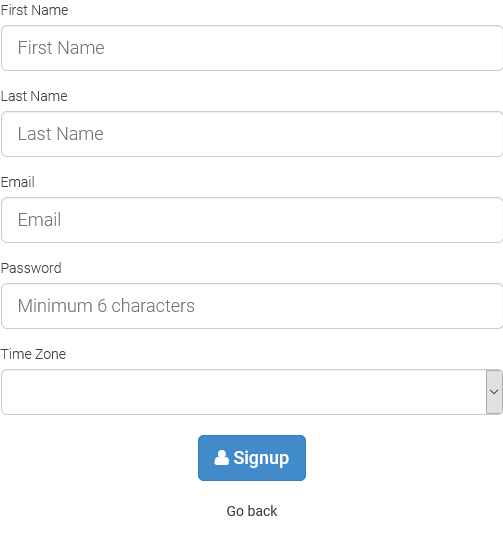 First Name
First Name
Last Name
Last Name
Email
Email
Password
Minimum 6 characters
Time Zone
Signup
Go back